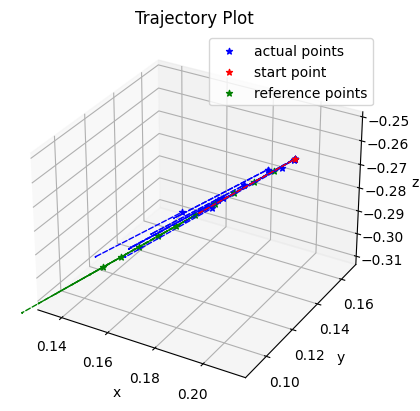 Trajectory Plot
actual points
start point
reference points
−0.25
−0.26
−0.27
−0.28
−0.29
−0.30
−0.31
z
0.16
0.14
0.12
0.10
y
0.14
0.16
0.18
0.20
x